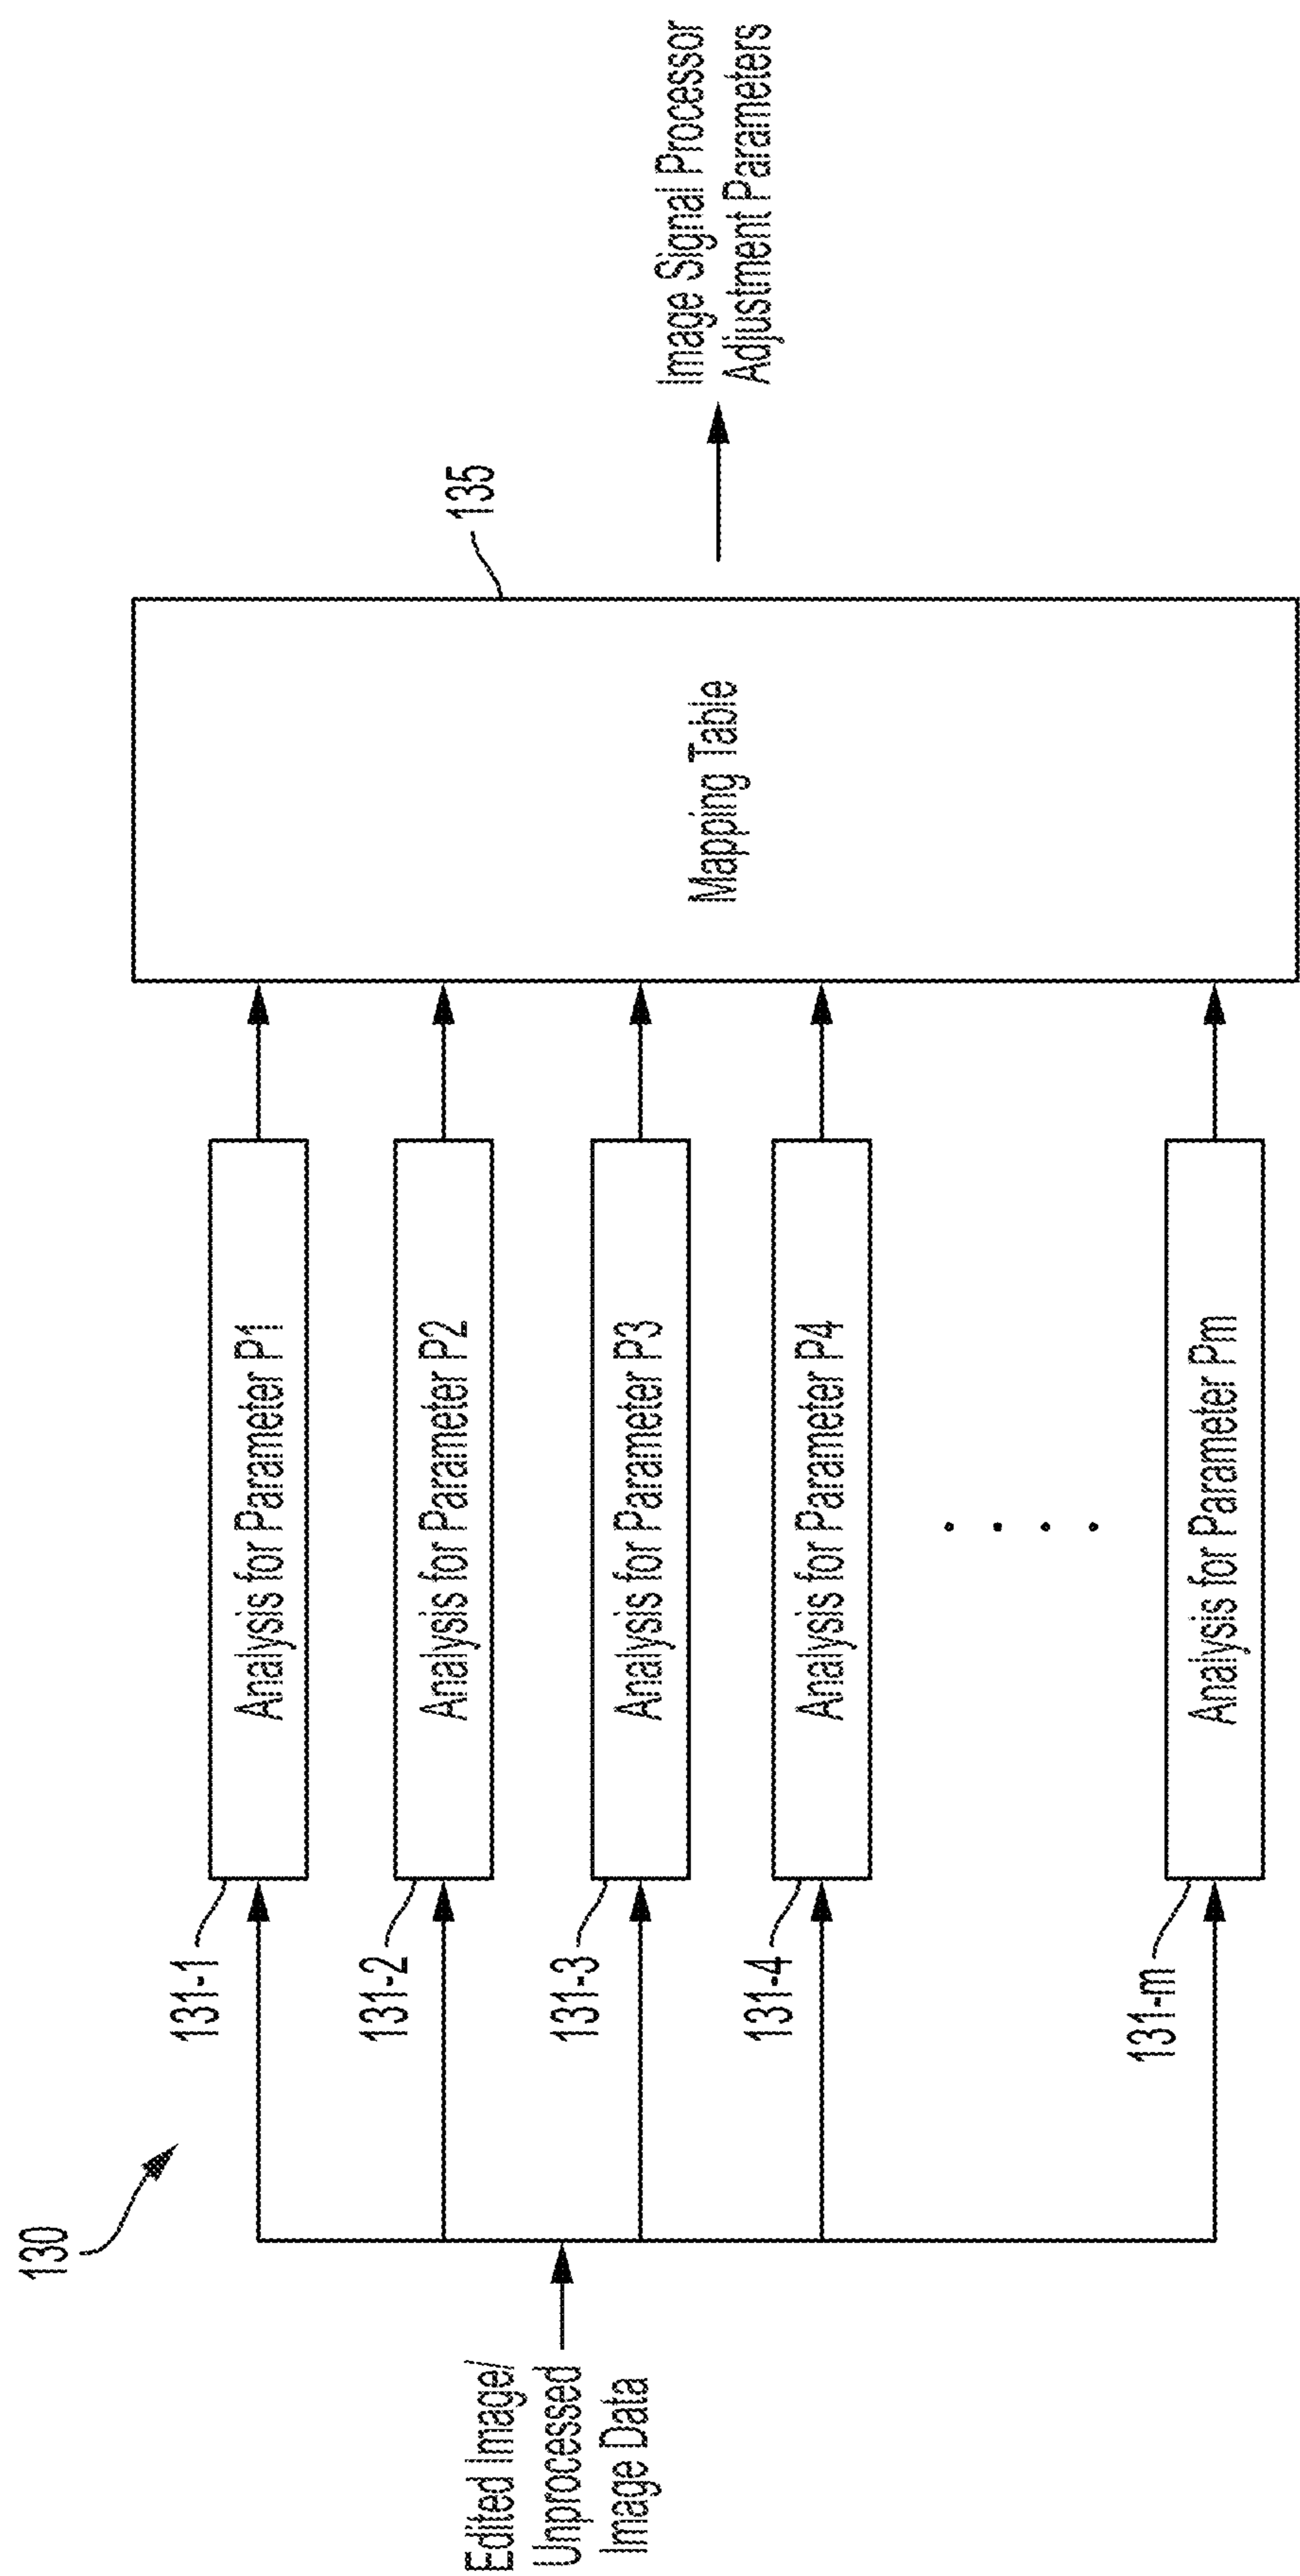 130
Edited Image/
Unprocessed
Image Data
131-1
Analysis for Parameter P1
131-2
Analysis for Parameter P2
131-3
Analysis for Parameter P3
131-4
Analysis for Parameter P4
131-m
Analysis for Parameter Pm
135
Mapping Table
Image Signal Processor
Adjustment Parameters